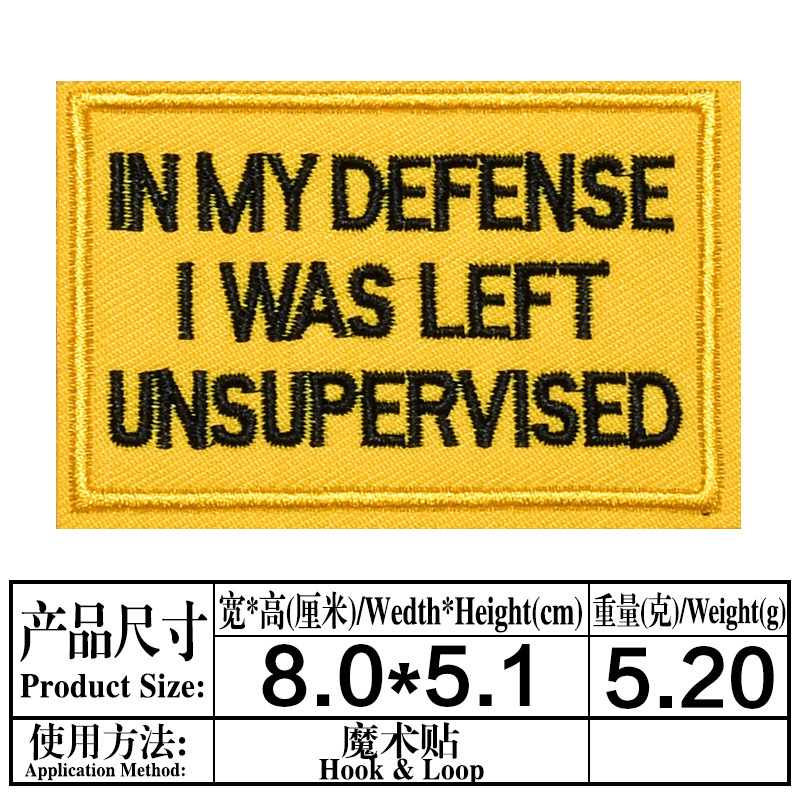 IN MY DEFENSE
I WAS LEFT
UNSUPERVISED
产品尺寸
Product Size:
宽*高(厘米)/Wedth*Height(cm)
重量(克)/Weight(g)
8.0*5.1
5.20
使用方法:
Application Method:
魔术贴
Hook & Loop